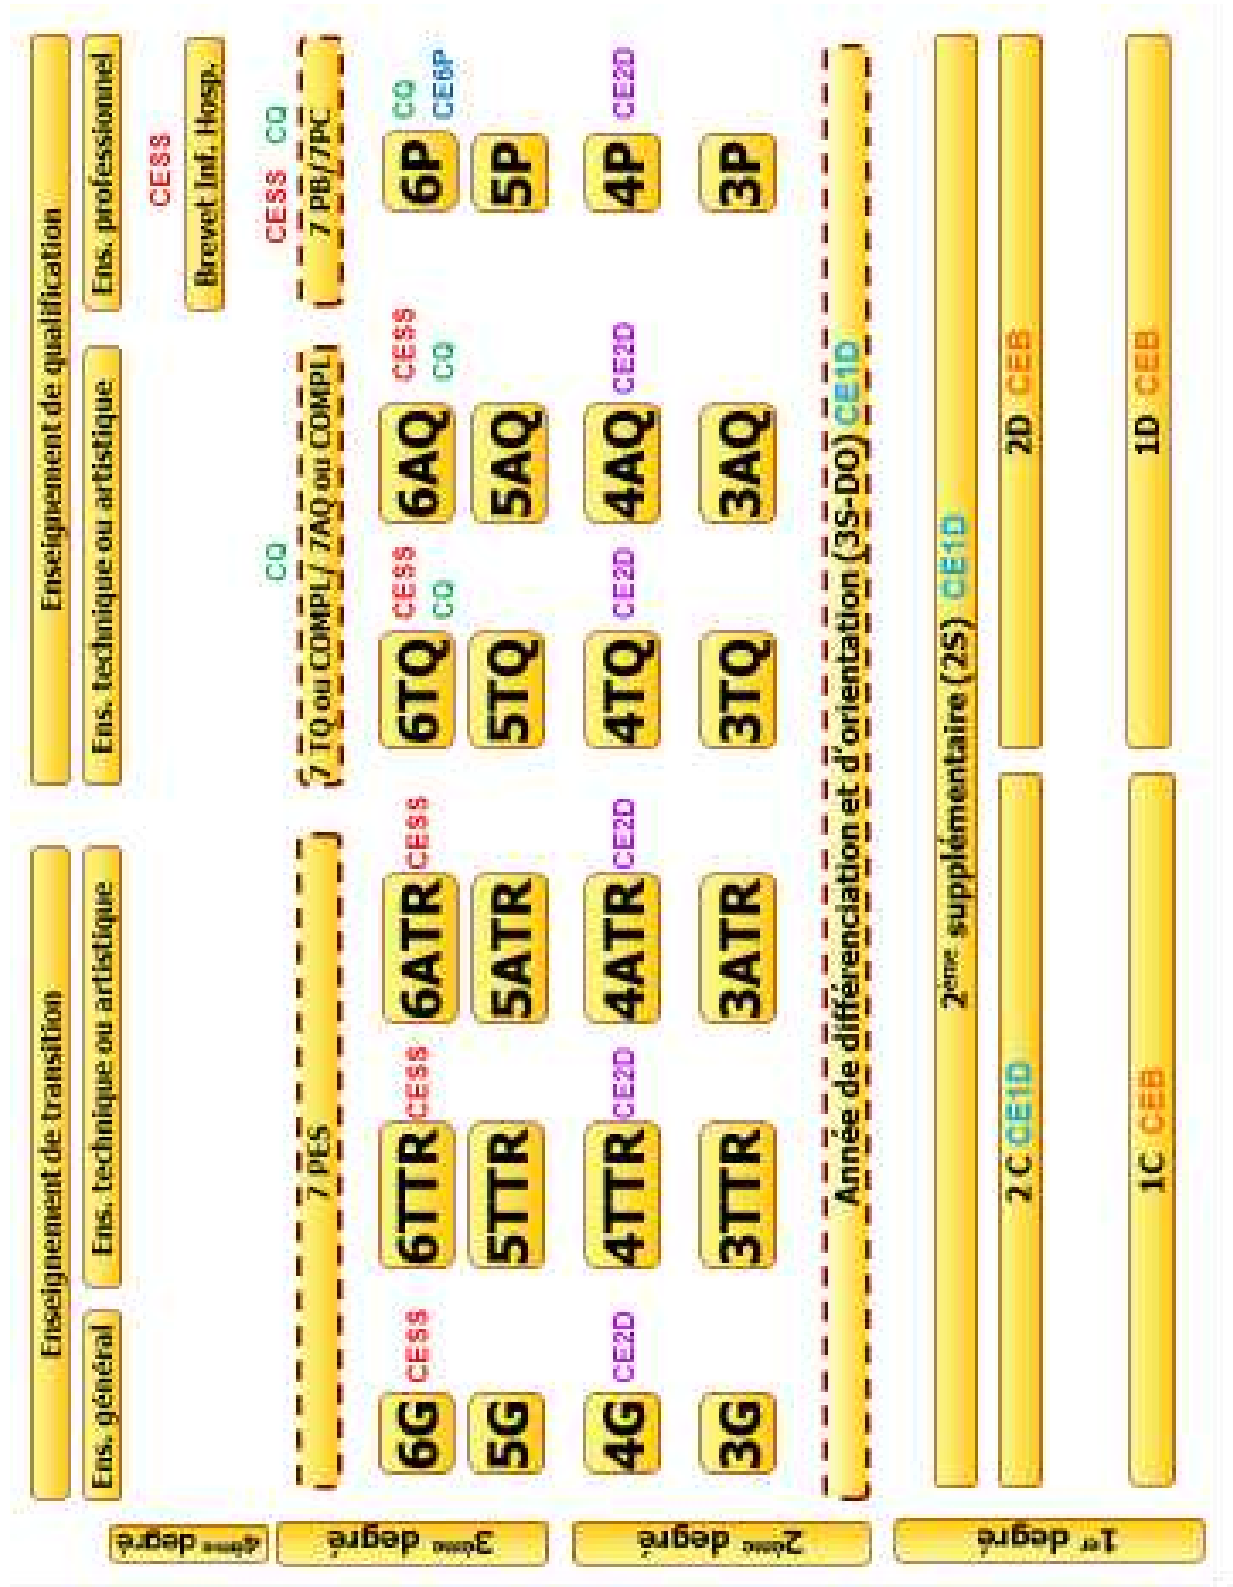 Enseignement de transition
Enseignement de qualification
Ens. général
Ens. technique ou artistique
Ens. technique ou artistique
Ens. professionnel
4ème degré
CESS
Brevet Inf. Hosp.
3ème degré
CQ
CESS CQ
7 PES
7 TQ ou COMPL/ 7AQ ou COMPL
7 PB/7PC
6G CESS
6TTR CESS
6ATR CESS
6TQ CESS CQ
6AQ CESS CQ
6P CQ CE6P
5G
5TTR
5ATR
5TQ
5AQ
5P
2ème degré
4G CE2D
4TTR CE2D
4ATR CE2D
4TQ CE2D
4AQ CE2D
4P CE2D
3G
3TTR
3ATR
3TQ
3AQ
3P
Année de différenciation et d'orientation (3S-DO) CE1D
1er degré
2ème supplémentaire (2S) CE1D
2 C CE1D
2D CEB
1C CEB
1D CEB